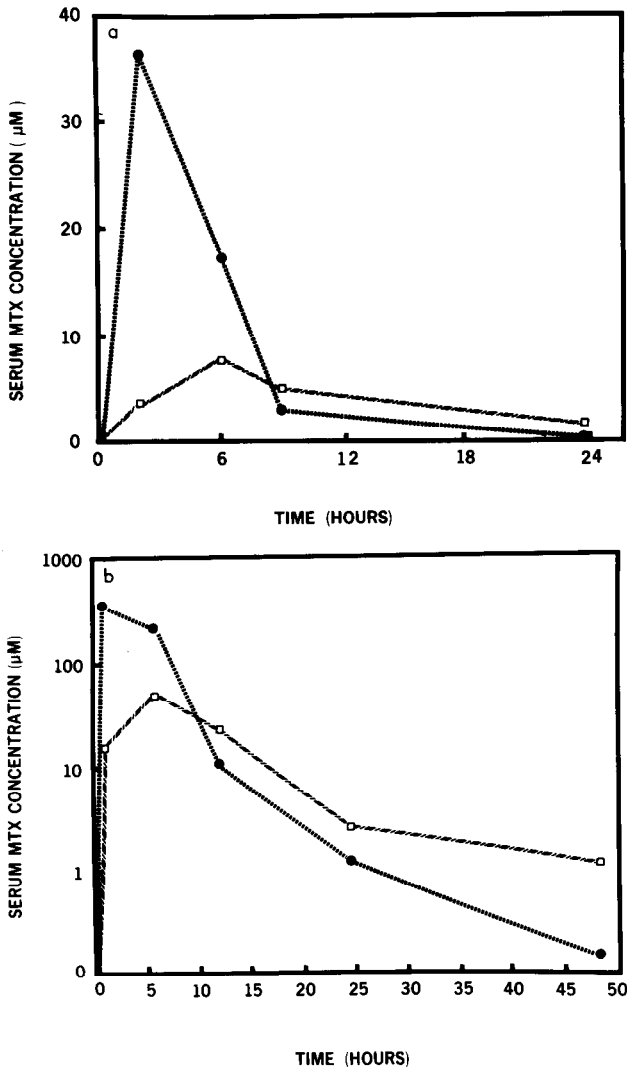 a
SERUM MTX CONCENTRATION (µM)
40
30
20
10
0
0 6 12 18 24
TIME (HOURS)
b
SERUM MTX CONCENTRATION (µM)
1000
100
10
1
0
0 5 10 15 20 25 30 35 40 45 50
TIME (HOURS)